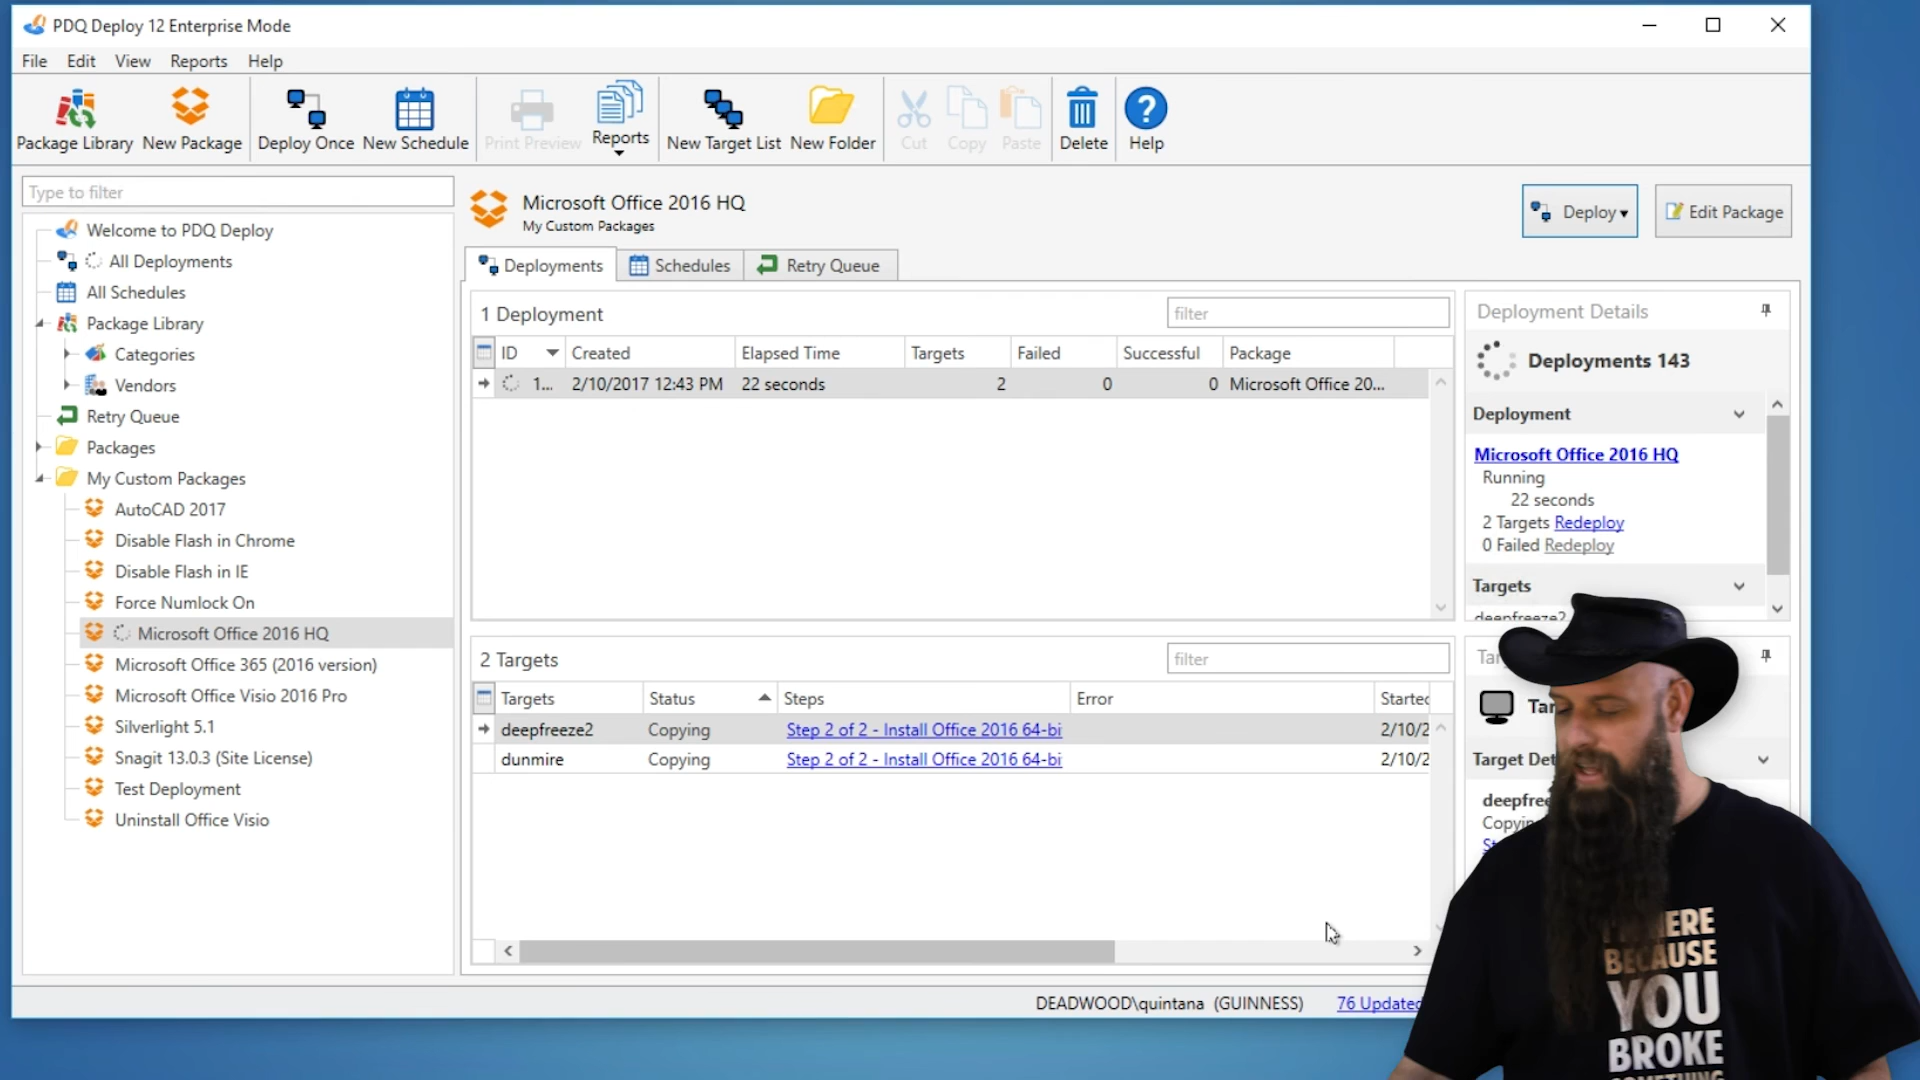 PDQ Deploy 12 Enterprise Mode
File Edit View Reports Help
Package Library New Package Deploy Once New Schedule Print Preview Reports New Target List New Folder Cut Copy Paste Delete Help
Type to filter
Welcome to PDQ Deploy
All Deployments
All Schedules
Package Library
Categories
Vendors
Retry Queue
Packages
My Custom Packages
AutoCAD 2017
Disable Flash in Chrome
Disable Flash in IE
Force Numlock On
Microsoft Office 2016 HQ
Microsoft Office 365 (2016 version)
Microsoft Office Visio 2016 Pro
Silverlight 5.1
Snagit 13.0.3 (Site License)
Test Deployment
Uninstall Office Visio
Microsoft Office 2016 HQ
My Custom Packages
Deploy Edit Package
Deployments Schedules Retry Queue
1 Deployment filter
ID Created Elapsed Time Targets Failed Successful Package
1... 2/10/2017 12:43 PM 22 seconds 2 0 0 Microsoft Office 20...
2 Targets filter
Targets Status Steps Error Started
deepfreeze2 Copying Step 2 of 2 - Install Office 2016 64-bi 2/10/2
dunmire Copying Step 2 of 2 - Install Office 2016 64-bi 2/10/2
Deployment Details
Deployments 143
Deployment
Microsoft Office 2016 HQ
Running
22 seconds
2 Targets Redeploy
0 Failed Redeploy
Targets
deepfreeze2
Tar
Tar
Target Det
deepfree
Copyin
St
DEADWOOD\quintana (GUINNESS) 76 Updated
BECAUSE
YOU
BROKE
SOMETHING